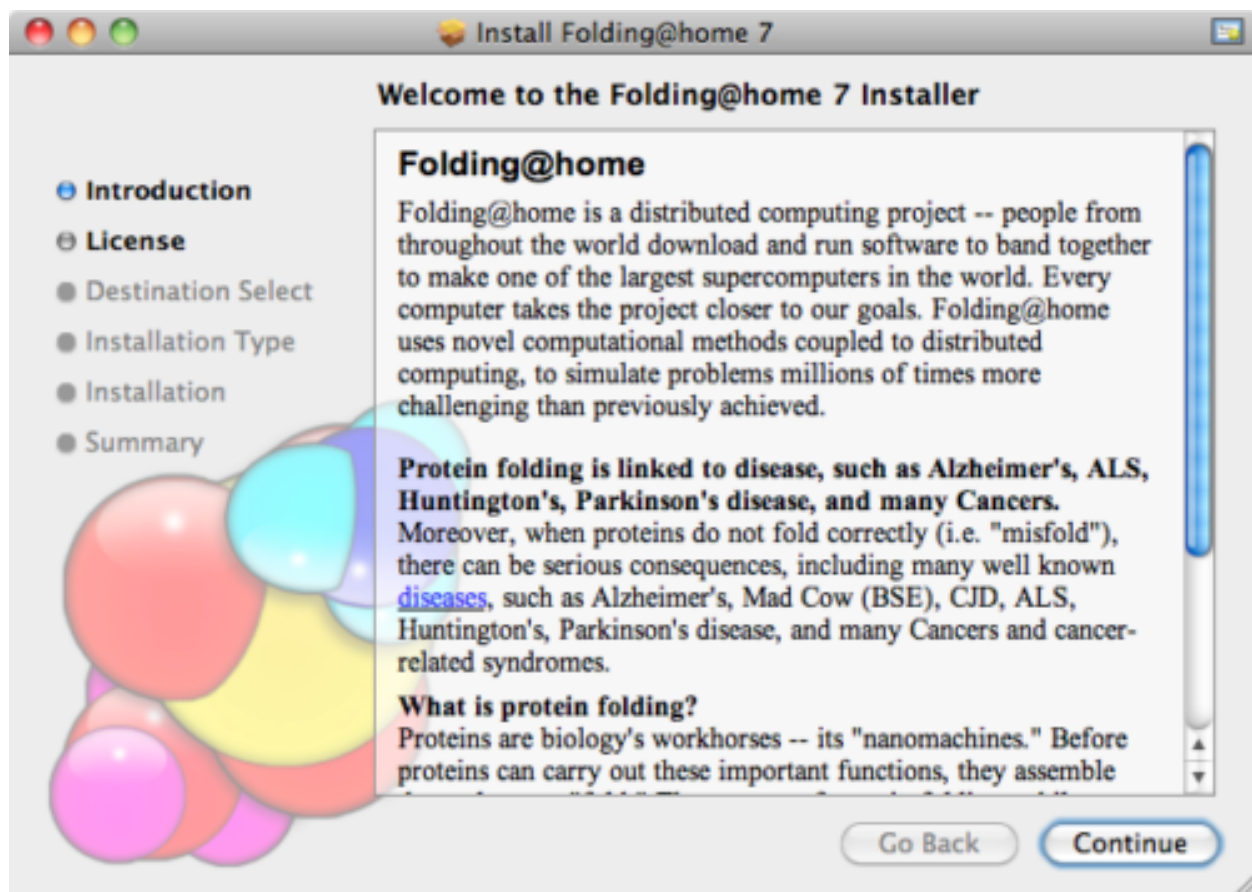 Install Folding@home 7
Welcome to the Folding@home 7 Installer
Introduction
License
Destination Select
Installation Type
Installation
Summary
Folding@home
Folding@home is a distributed computing project -- people from
throughout the world download and run software to band together
to make one of the largest supercomputers in the world. Every
computer takes the project closer to our goals. Folding@home
uses novel computational methods coupled to distributed
computing, to simulate problems millions of times more
challenging than previously achieved.
Protein folding is linked to disease, such as Alzheimer's, ALS,
Huntington's, Parkinson's disease, and many Cancers.
Moreover, when proteins do not fold correctly (i.e. "misfold"),
there can be serious consequences, including many well known
diseases, such as Alzheimer's, Mad Cow (BSE), CJD, ALS,
Huntington's, Parkinson's disease, and many Cancers and cancer-
related syndromes.
What is protein folding?
Proteins are biology's workhorses -- its "nanomachines." Before
proteins can carry out these important functions, they assemble
Go Back
Continue